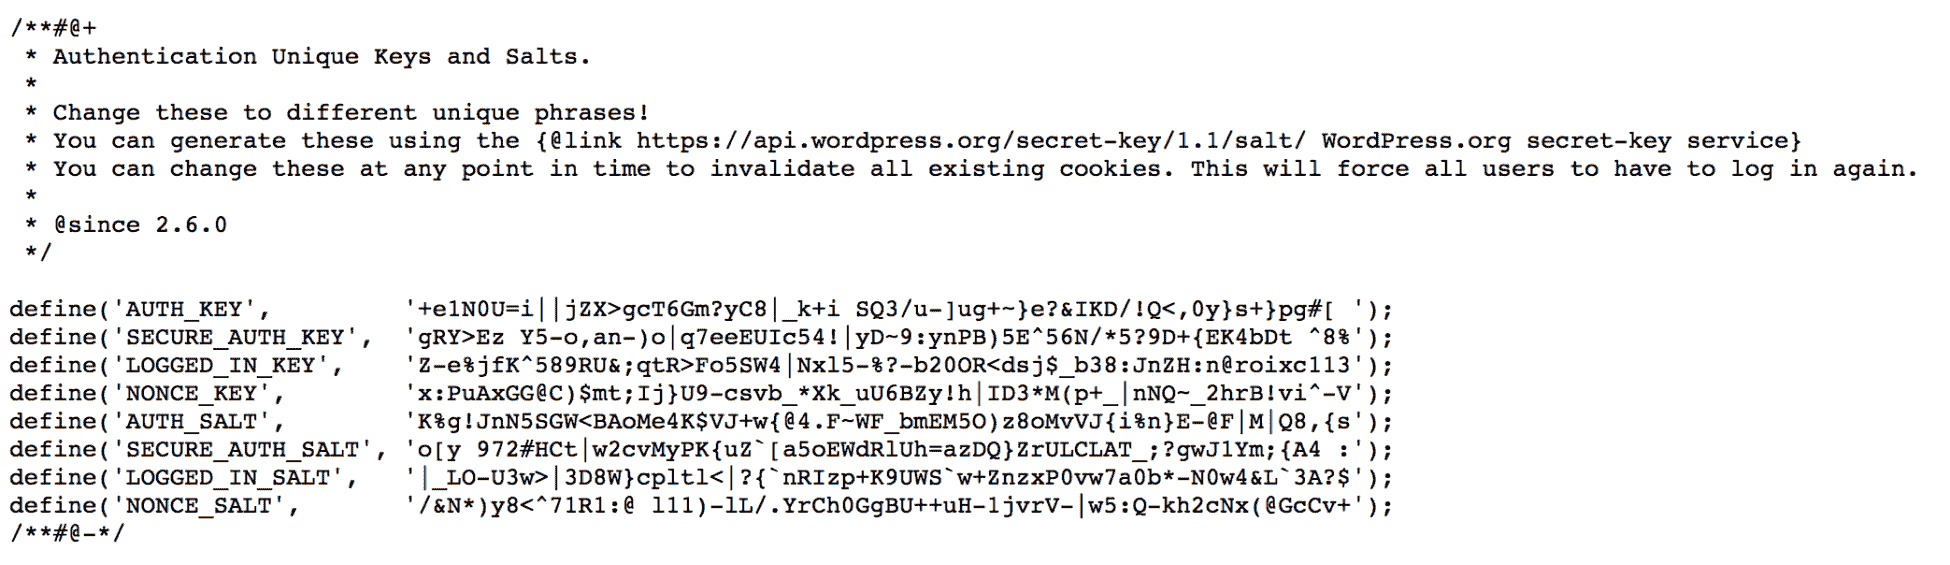 /**#@+
 * Authentication Unique Keys and Salts.
 *
 * Change these to different unique phrases!
 * You can generate these using the {@link https://api.wordpress.org/secret-key/1.1/salt/ WordPress.org secret-key service}
 * You can change these at any point in time to invalidate all existing cookies. This will force all users to have to log in again.
 *
 * @since 2.6.0
 */
define('AUTH_KEY',         '+e1N0U=i||jZX>gcT6Gm?yC8|_k+i SQ3/u-]ug+~}e?&IKD/!Q<,0y}s+}pg#[ ');
define('SECURE_AUTH_KEY',  'gRY>Ez Y5-o,an-)o|q7eeEUIc54!|yD~9:ynPB)5E^56N/*5?9D+{EK4bDt ^8%');
define('LOGGED_IN_KEY',    'Z-e%jfK^589RU&;qtR>Fo5SW4|Nxl5-%?-b20OR<dsj$_b38:JnZH:n@roixc113');
define('NONCE_KEY',        'x:PuAxGG@C)$mt;Ij}U9-csvb_*Xk_uU6BZy!h|ID3*M(p+_|nNQ~_2hrB!vi^-V');
define('AUTH_SALT',        'K%g!JnN5SGW<BAoMe4K$VJ+w{@4.F~WF_bmEM5O)z8oMvVJ{i%n}E-@F|M|Q8,{s');
define('SECURE_AUTH_SALT', 'o[y 972#HCt|w2cvMyPK{uZ`[a5oEWdRlUh=azDQ}ZrULCLAT_;?gwJ1Ym;{A4 :');
define('LOGGED_IN_SALT',   '|_LO-U3w>|3D8W}cpltl<|?{`nRIzp+K9UWS`w+ZnzxP0vw7a0b*-N0w4&L`3A?$');
define('NONCE_SALT',       '/&N*)y8<^71R1:@ l11)-lL/.YrCh0GgBU++uH-1jvrV-|w5:Q-kh2cNx(@GcCv+');
/**#@-*/